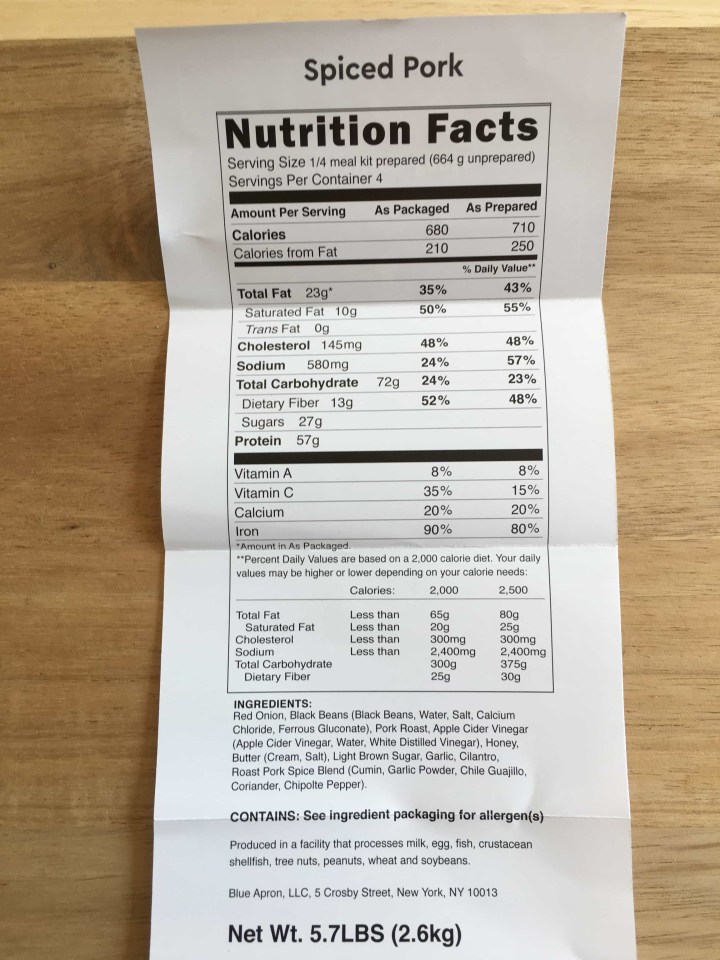 Spiced Pork
Nutrition Facts
Serving Size 1/4 meal kit prepared (664 g unprepared)
Servings Per Container 4
Amount Per Serving As Packaged As Prepared
Calories 680 710
Calories from Fat 210 250
% Daily Value**
Total Fat 23g* 35% 43%
Saturated Fat 10g 50% 55%
Trans Fat 0g
Cholesterol 145mg 48% 48%
Sodium 580mg 24% 57%
Total Carbohydrate 72g 24% 23%
Dietary Fiber 13g 52% 48%
Sugars 27g
Protein 57g
Vitamin A 8% 8%
Vitamin C 35% 15%
Calcium 20% 20%
Iron 90% 80%
*Amount in As Packaged.
**Percent Daily Values are based on a 2,000 calorie diet. Your daily
values may be higher or lower depending on your calorie needs:
Calories: 2,000 2,500
Total Fat Less than 65g 80g
Saturated Fat Less than 20g 25g
Cholesterol Less than 300mg 300mg
Sodium Less than 2,400mg 2,400mg
Total Carbohydrate 300g 375g
Dietary Fiber 25g 30g
INGREDIENTS:
Red Onion, Black Beans (Black Beans, Water, Salt, Calcium
Chloride, Ferrous Gluconate), Pork Roast, Apple Cider Vinegar
(Apple Cider Vinegar, Water, White Distilled Vinegar), Honey,
Butter (Cream, Salt), Light Brown Sugar, Garlic, Cilantro,
Roast Pork Spice Blend (Cumin, Garlic Powder, Chile Guajillo,
Coriander, Chipolte Pepper).
CONTAINS: See ingredient packaging for allergen(s)
Produced in a facility that processes milk, egg, fish, crustacean
shellfish, tree nuts, peanuts, wheat and soybeans.
Blue Apron, LLC, 5 Crosby Street, New York, NY 10013
Net Wt. 5.7LBS (2.6kg)